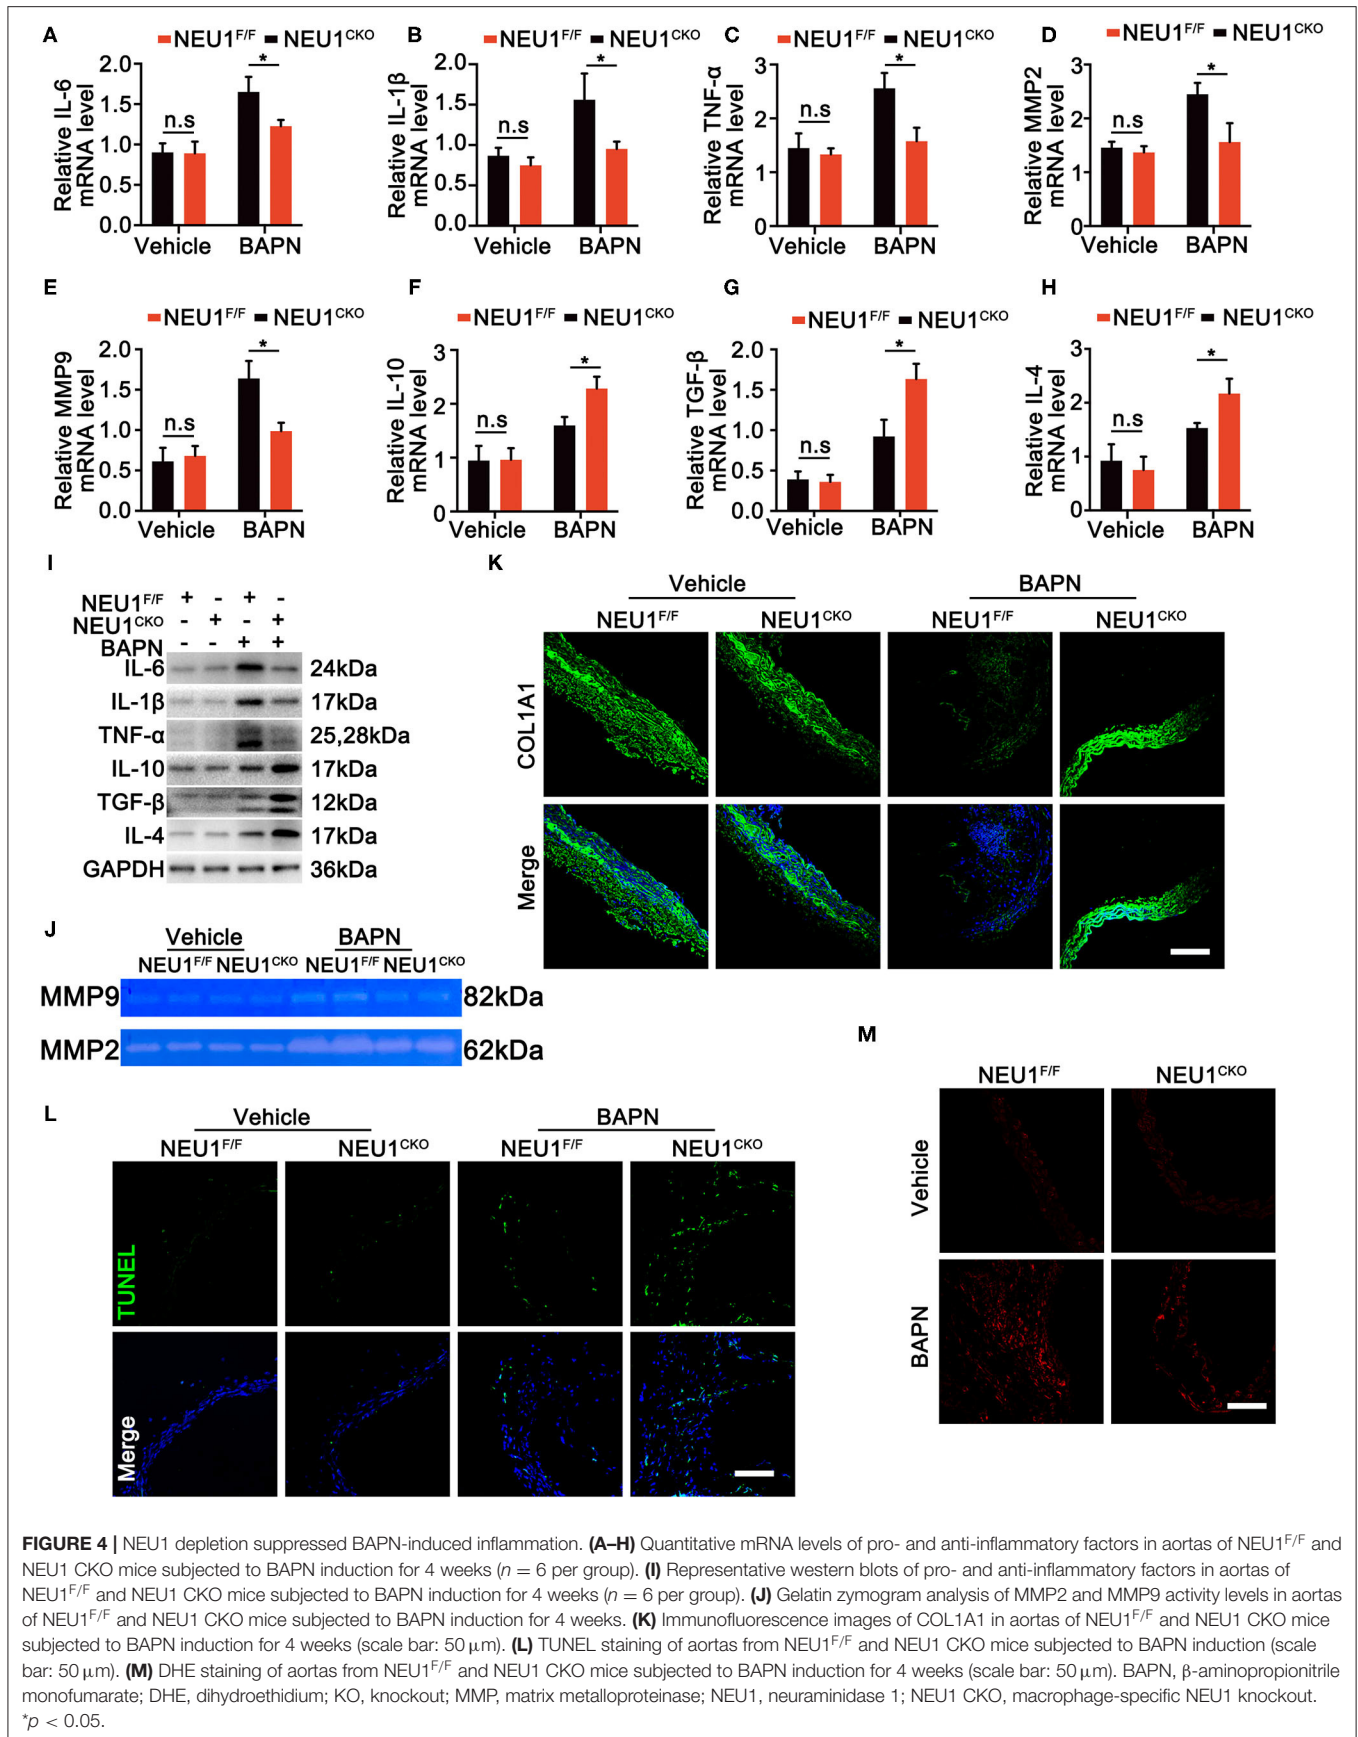 A
NEU1F/F NEU1CKO
Relative IL-6
mRNA level
2.0
1.5
1.0
0.5
0.0
n.s
*
Vehicle BAPN
B
NEU1F/F NEU1CKO
Relative IL-1β
mRNA level
2.0
1.5
1.0
0.5
0.0
n.s
*
Vehicle BAPN
C
NEU1F/F NEU1CKO
Relative TNF-α
mRNA level
3
2
1
0
n.s
*
Vehicle BAPN
D
NEU1F/F NEU1CKO
Relative MMP2
mRNA level
3
2
1
0
n.s
*
Vehicle BAPN
E
NEU1F/F NEU1CKO
Relative MMP9
mRNA level
2.0
1.5
1.0
0.5
0.0
n.s
*
Vehicle BAPN
F
NEU1F/F NEU1CKO
Relative IL-10
mRNA level
3
2
1
0
n.s
*
Vehicle BAPN
G
NEU1F/F NEU1CKO
Relative TGF-β
mRNA level
2.0
1.5
1.0
0.5
0.0
n.s
*
Vehicle BAPN
H
NEU1F/F NEU1CKO
Relative IL-4
mRNA level
3
2
1
0
n.s
*
Vehicle BAPN
I
NEU1F/F + - + -
NEU1CKO - + - +
BAPN - - + +
IL-6 24kDa
IL-1β 17kDa
TNF-α 25,28kDa
IL-10 17kDa
TGF-β 12kDa
IL-4 17kDa
GAPDH 36kDa
J
Vehicle BAPN
NEU1F/F NEU1CKO NEU1F/F NEU1CKO
MMP9 82kDa
MMP2 62kDa
K
Vehicle BAPN
NEU1F/F NEU1CKO NEU1F/F NEU1CKO
COL1A1
Merge
L
Vehicle BAPN
NEU1F/F NEU1CKO NEU1F/F NEU1CKO
TUNEL
Merge
M
NEU1F/F NEU1CKO
Vehicle
BAPN
FIGURE 4 | NEU1 depletion suppressed BAPN-induced inflammation. (A–H) Quantitative mRNA levels of pro- and anti-inflammatory factors in aortas of NEU1F/F and
NEU1 CKO mice subjected to BAPN induction for 4 weeks (n = 6 per group). (I) Representative western blots of pro- and anti-inflammatory factors in aortas of
NEU1F/F and NEU1 CKO mice subjected to BAPN induction for 4 weeks (n = 6 per group). (J) Gelatin zymogram analysis of MMP2 and MMP9 activity levels in aortas
of NEU1F/F and NEU1 CKO mice subjected to BAPN induction for 4 weeks. (K) Immunofluorescence images of COL1A1 in aortas of NEU1F/F and NEU1 CKO mice
subjected to BAPN induction for 4 weeks (scale bar: 50 μm). (L) TUNEL staining of aortas from NEU1F/F and NEU1 CKO mice subjected to BAPN induction (scale
bar: 50 μm). (M) DHE staining of aortas from NEU1F/F and NEU1 CKO mice subjected to BAPN induction for 4 weeks (scale bar: 50 μm). BAPN, β-aminopropionitrile
monofumarate; DHE, dihydroethidium; KO, knockout; MMP, matrix metalloproteinase; NEU1, neuraminidase 1; NEU1 CKO, macrophage-specific NEU1 knockout.
*p < 0.05.